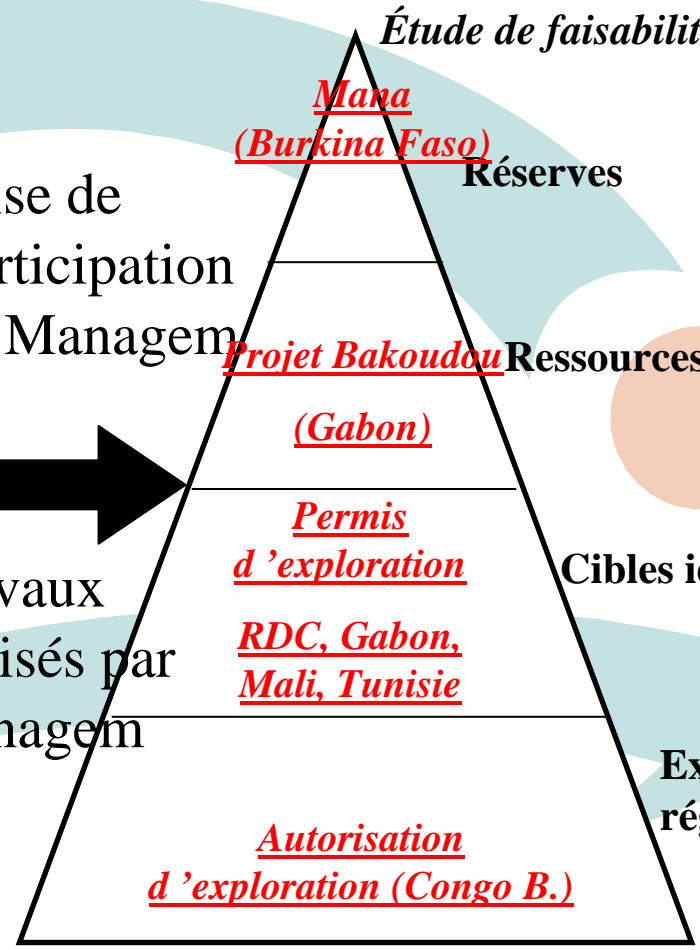 Étude de faisabilit
Mana
(Burkina Faso)
Réserves
ise de
rticipation
Managem
Projet Bakoudou
Ressources
(Gabon)
Permis
d ’exploration
Cibles i
vaux
RDC, Gabon,
isés par
Mali, Tunisie
nagem
Ex
rég
Autorisation
d ’exploration (Congo B.)